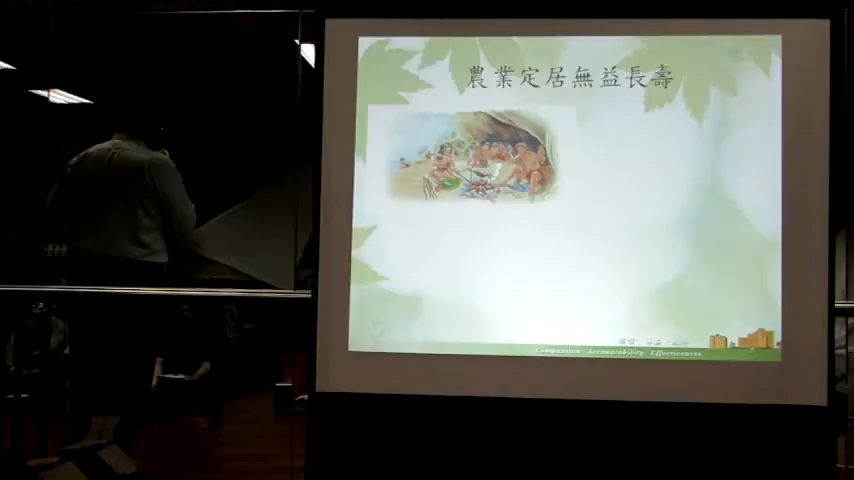 農業定居無益長壽
Compassion Accountability Effectiveness